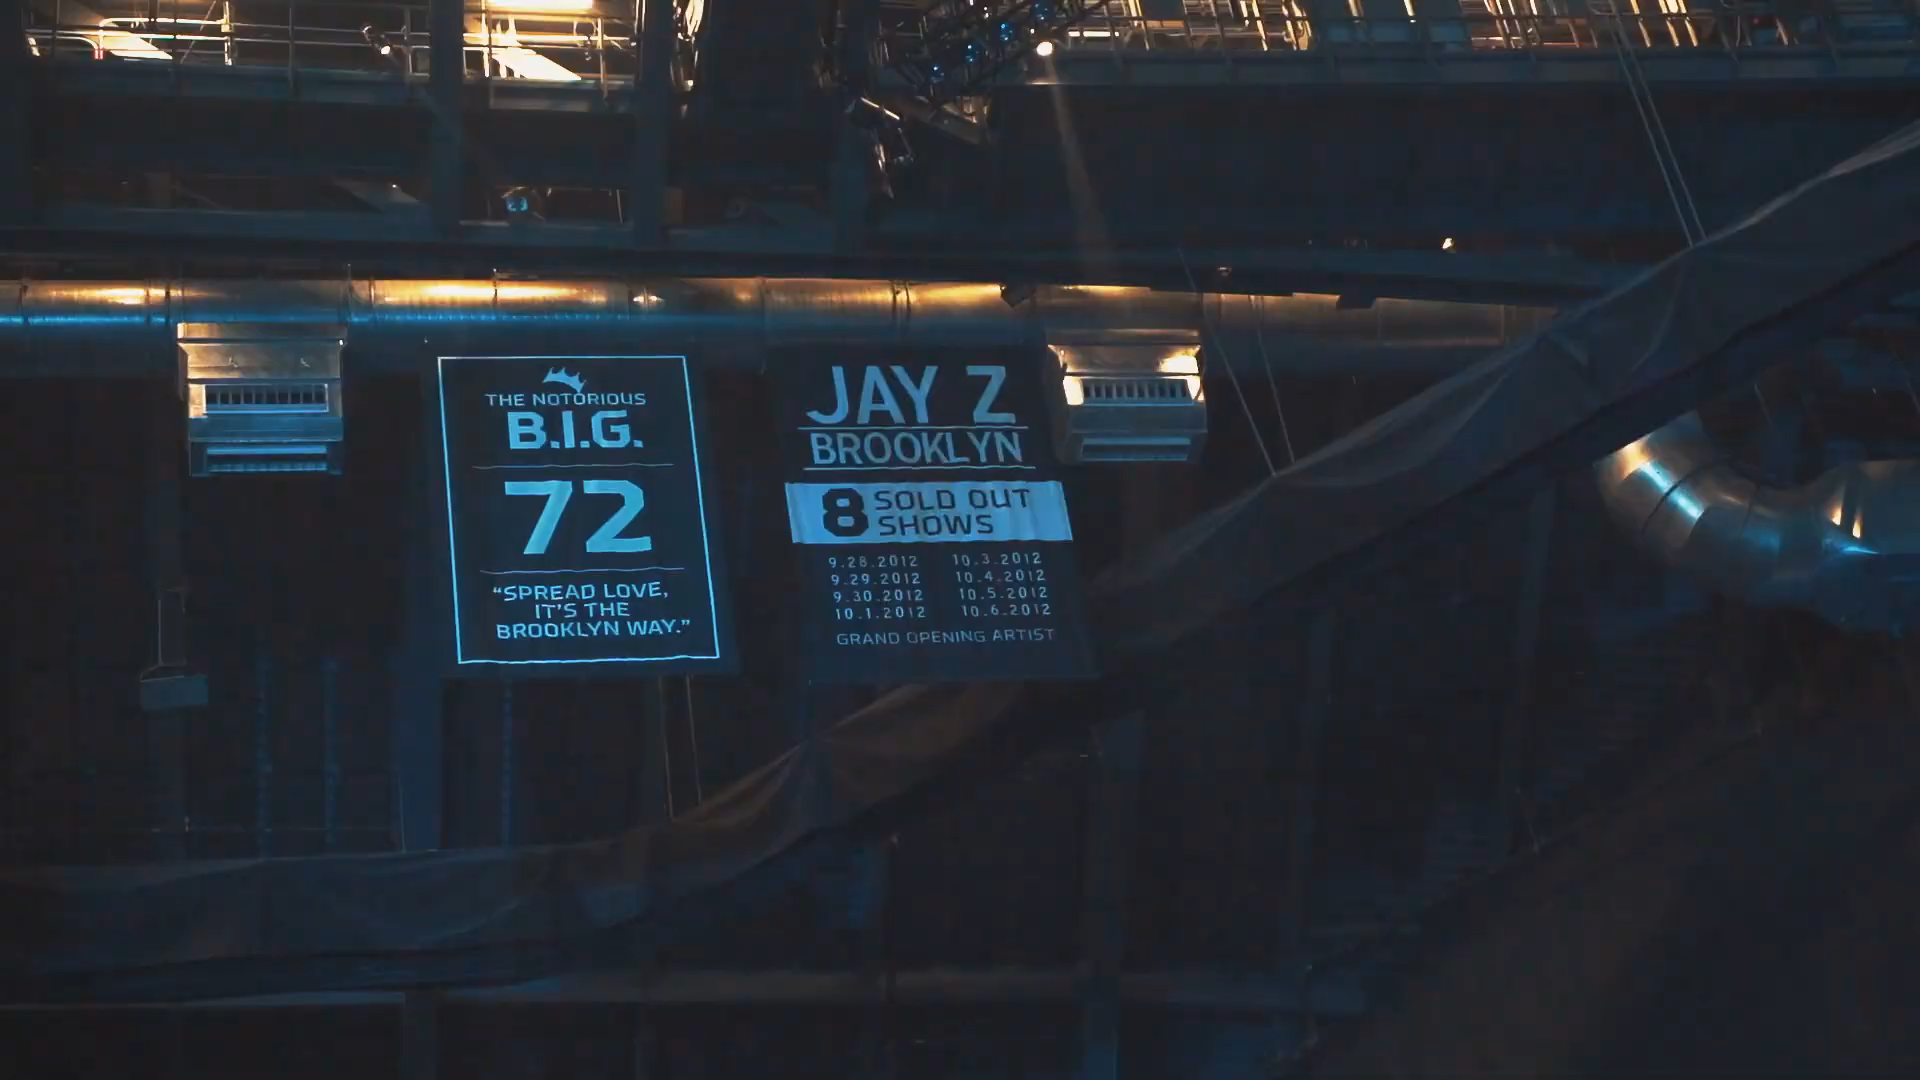 THE NOTORIOUS
B.I.G.
72
“SPREAD LOVE,
IT'S THE
BROOKLYN WAY.”
JAY Z
BROOKLYN
8 SOLD OUT
SHOWS
9.28.2012 10.3.2012
9.29.2012 10.4.2012
9.30.2012 10.5.2012
10.1.2012 10.6.2012
GRAND OPENING ARTIST